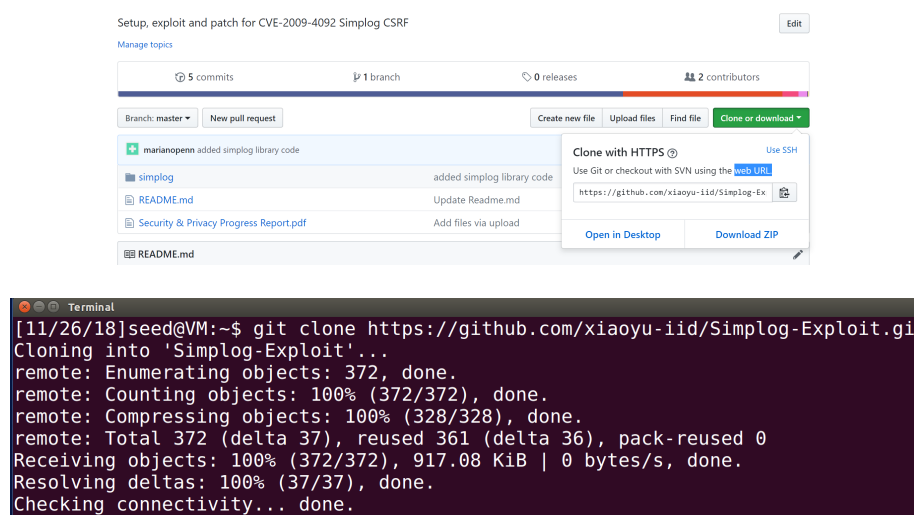 Setup, exploit and patch for CVE-2009-4092 Simplog CSRF
Edit
Manage topics
5 commits
1 branch
0 releases
2 contributors
Branch: master
New pull request
Create new file
Upload files
Find file
Clone or download
marianopenn added simplog library code
simplog
added simplog library code
README.md
Update Readme.md
Security & Privacy Progress Report.pdf
Add files via upload
README.md
Clone with HTTPS
Use SSH
Use Git or checkout with SVN using the web URL.
https://github.com/xiaoyu-iid/Simplog-Ex
Open in Desktop
Download ZIP
Terminal
[11/26/18]seed@VM:~$ git clone https://github.com/xiaoyu-iid/Simplog-Exploit.gi
Cloning into 'Simplog-Exploit'...
remote: Enumerating objects: 372, done.
remote: Counting objects: 100% (372/372), done.
remote: Compressing objects: 100% (328/328), done.
remote: Total 372 (delta 37), reused 361 (delta 36), pack-reused 0
Receiving objects: 100% (372/372), 917.08 KiB | 0 bytes/s, done.
Resolving deltas: 100% (37/37), done.
Checking connectivity... done.